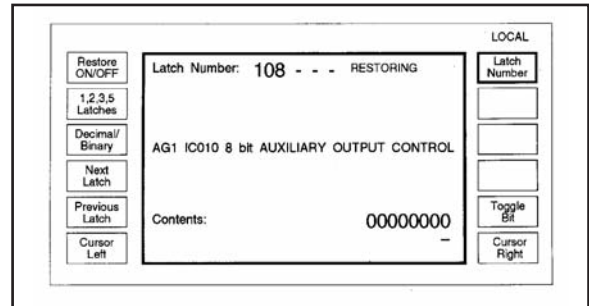 LOCAL
Restore
ON/OFF
1,2,3,5
Latches
Decimal/
Binary
Next
Latch
Previous
Latch
Cursor
Left
Latch Number: 108 - - - RESTORING
AG1 IC010 8 bit AUXILIARY OUTPUT CONTROL
Contents: 00000000
Latch
Number
Toggle
Bit
Cursor
Right